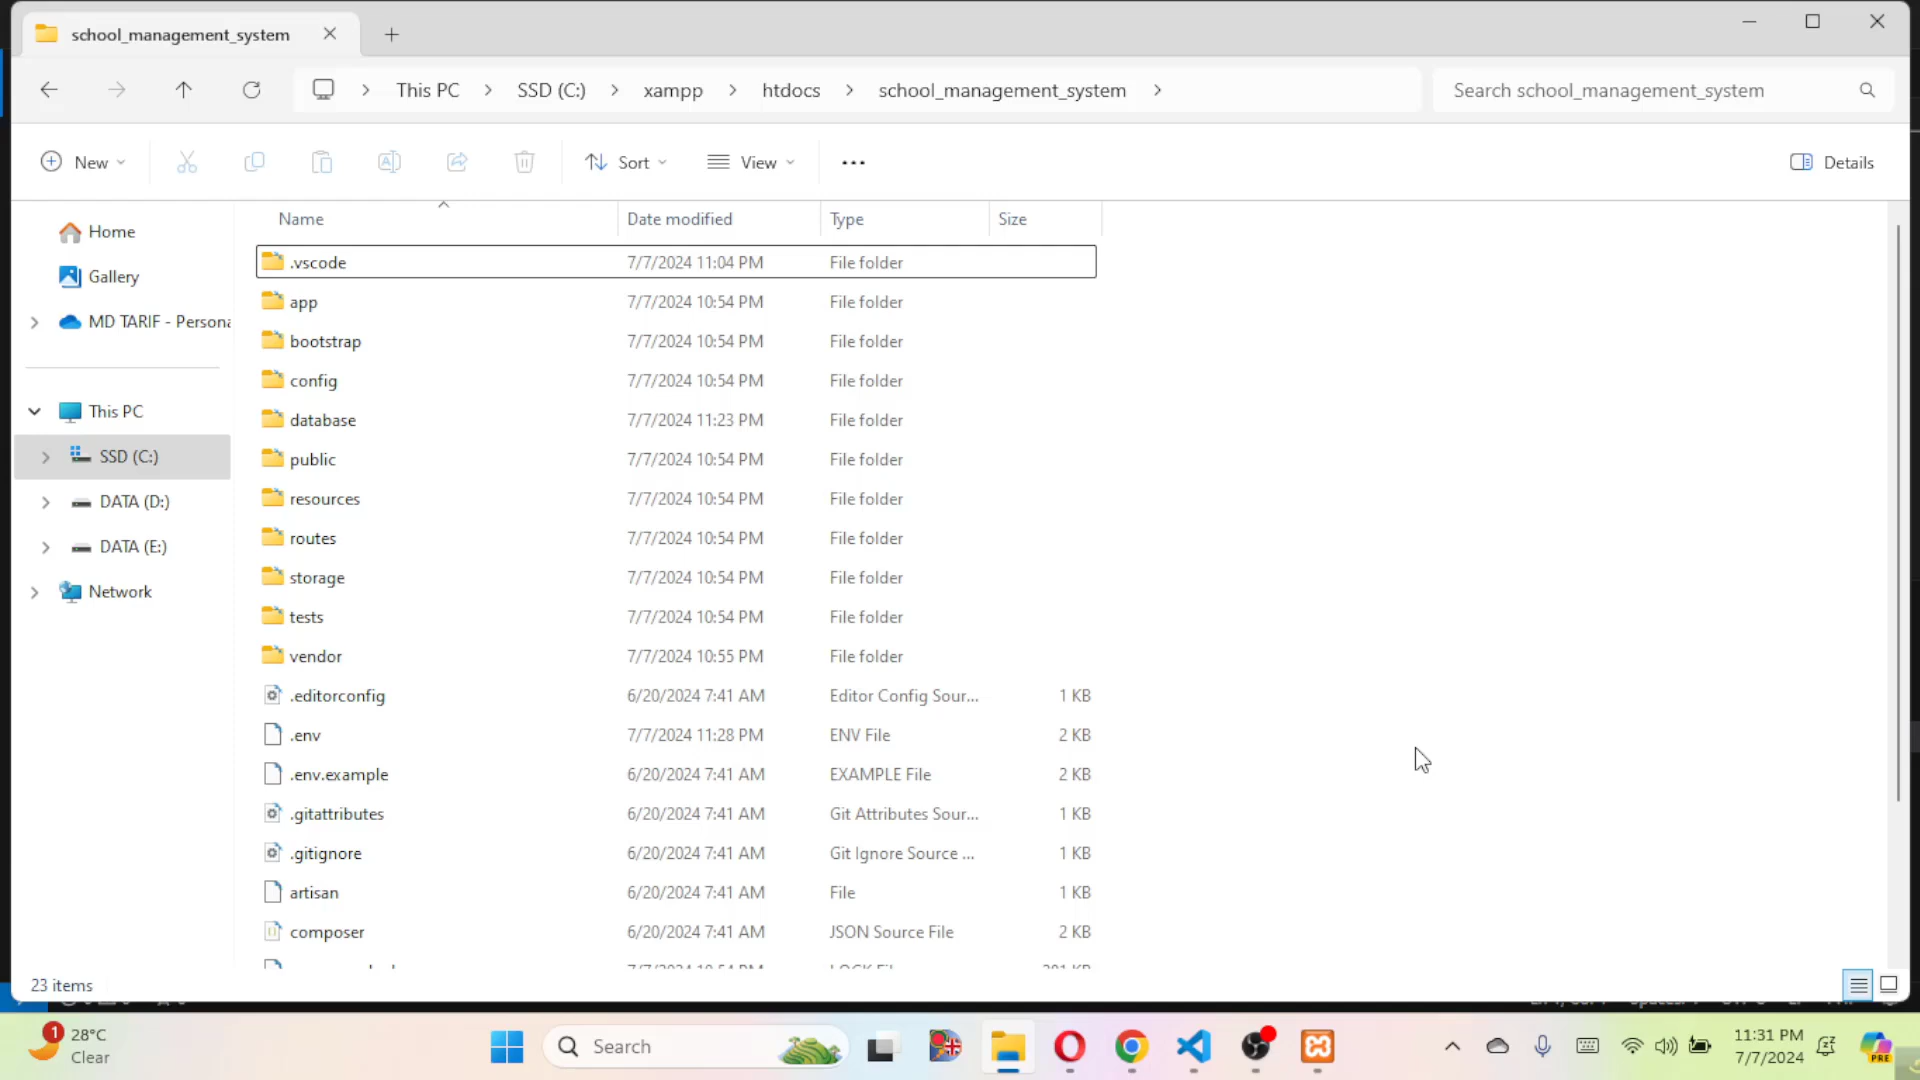 school_management_system
This PC > SSD (C:) > xampp > htdocs > school_management_system >
Search school_management_system
New
Sort
View
Details
Name
Date modified
Type
Size
Home
Gallery
MD TARIF - Persona
This PC
SSD (C:)
DATA (D:)
DATA (E:)
Network
.vscode 7/7/2024 11:04 PM File folder
app 7/7/2024 10:54 PM File folder
bootstrap 7/7/2024 10:54 PM File folder
config 7/7/2024 10:54 PM File folder
database 7/7/2024 11:23 PM File folder
public 7/7/2024 10:54 PM File folder
resources 7/7/2024 10:54 PM File folder
routes 7/7/2024 10:54 PM File folder
storage 7/7/2024 10:54 PM File folder
tests 7/7/2024 10:54 PM File folder
vendor 7/7/2024 10:55 PM File folder
.editorconfig 6/20/2024 7:41 AM Editor Config Sour... 1 KB
.env 7/7/2024 11:28 PM ENV File 2 KB
.env.example 6/20/2024 7:41 AM EXAMPLE File 2 KB
.gitattributes 6/20/2024 7:41 AM Git Attributes Sour... 1 KB
.gitignore 6/20/2024 7:41 AM Git Ignore Source ... 1 KB
artisan 6/20/2024 7:41 AM File 1 KB
composer 6/20/2024 7:41 AM JSON Source File 2 KB
23 items
1
28°C
Clear
Search
11:31 PM
7/7/2024
PRE